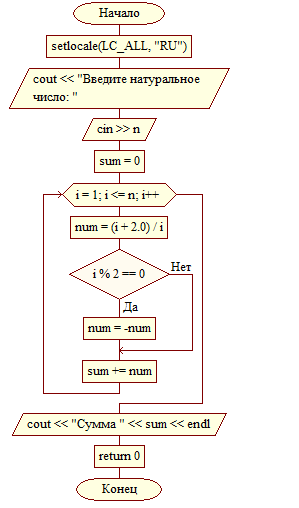 Начало
setlocale(LC_ALL, "RU")
cout << "Введите натуральное
число: "
cin >> n
sum = 0
i = 1; i <= n; i++
num = (i + 2.0) / i
i % 2 == 0
Нет
Да
num = -num
sum += num
cout << "Сумма " << sum << endl
return 0
Конец